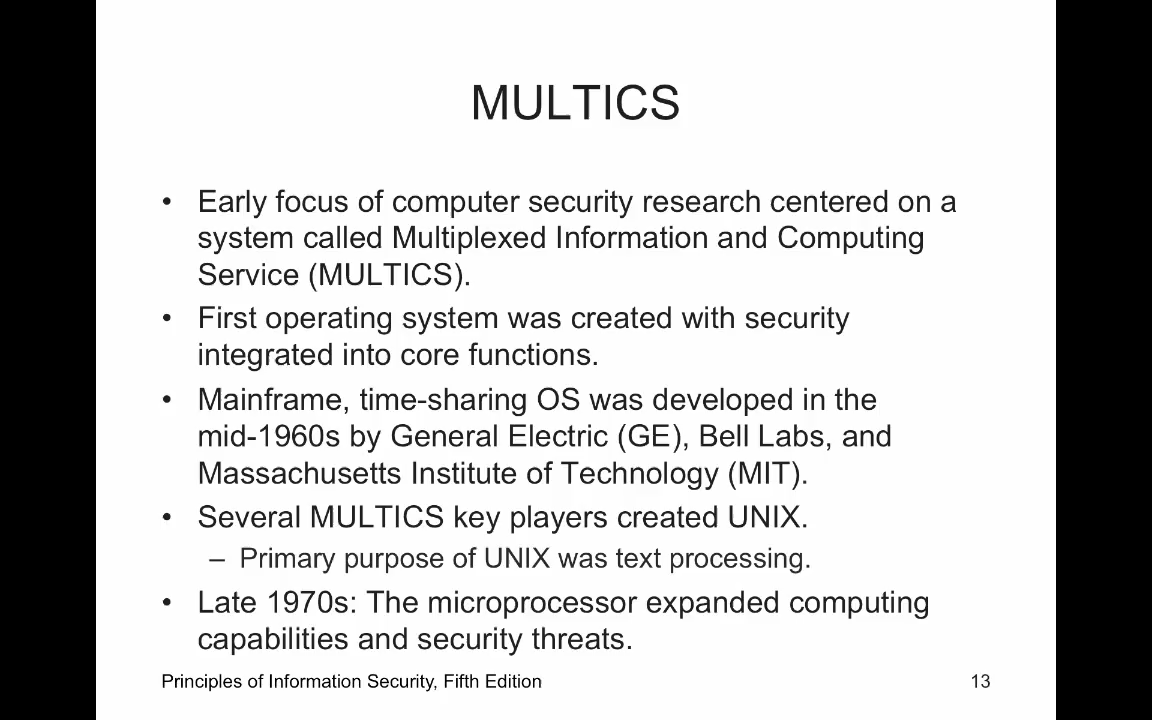 MULTICS
• Early focus of computer security research centered on a
system called Multiplexed Information and Computing
Service (MULTICS).
• First operating system was created with security
integrated into core functions.
• Mainframe, time-sharing OS was developed in the
mid-1960s by General Electric (GE), Bell Labs, and
Massachusetts Institute of Technology (MIT).
• Several MULTICS key players created UNIX.
– Primary purpose of UNIX was text processing.
• Late 1970s: The microprocessor expanded computing
capabilities and security threats.
Principles of Information Security, Fifth Edition 13